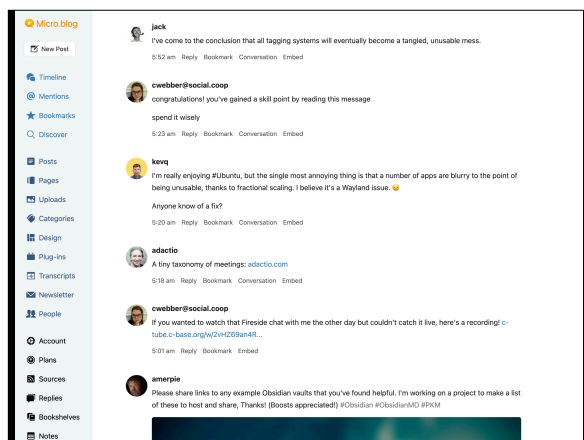 Micro.blog
New Post
Timeline
Mentions
Bookmarks
Discover
Posts
Pages
Uploads
Categories
Design
Plug-ins
Transcripts
Newsletter
People
Account
Plans
Sources
Replies
Bookshelves
Notes
jack
I've come to the conclusion that all tagging systems will eventually become a tangled, unusable mess.
5:52 am Reply Bookmark Conversation Embed
cwebber@social.coop
congratulations! you've gained a skill point by reading this message
spend it wisely
5:23 am Reply Bookmark Conversation Embed
kevq
I'm really enjoying #Ubuntu, but the single most annoying thing is that a number of apps are blurry to the point of
being unusable, thanks to fractional scaling. I believe it's a Wayland issue. 😔
Anyone know of a fix?
5:20 am Reply Bookmark Conversation Embed
adactio
A tiny taxonomy of meetings: adactio.com
5:18 am Reply Bookmark Conversation Embed
cwebber@social.coop
If you wanted to watch that Fireside chat with me the other day but couldn't catch it live, here's a recording! c-
tube.c-base.org/w/2vHZ69an4R...
5:01 am Reply Bookmark Embed
amerpie
Please share links to any example Obsidian vaults that you've found helpful. I'm working on a project to make a list
of these to host and share, Thanks! (Boosts appreciated!) #Obsidian #ObsidianMD #PKM